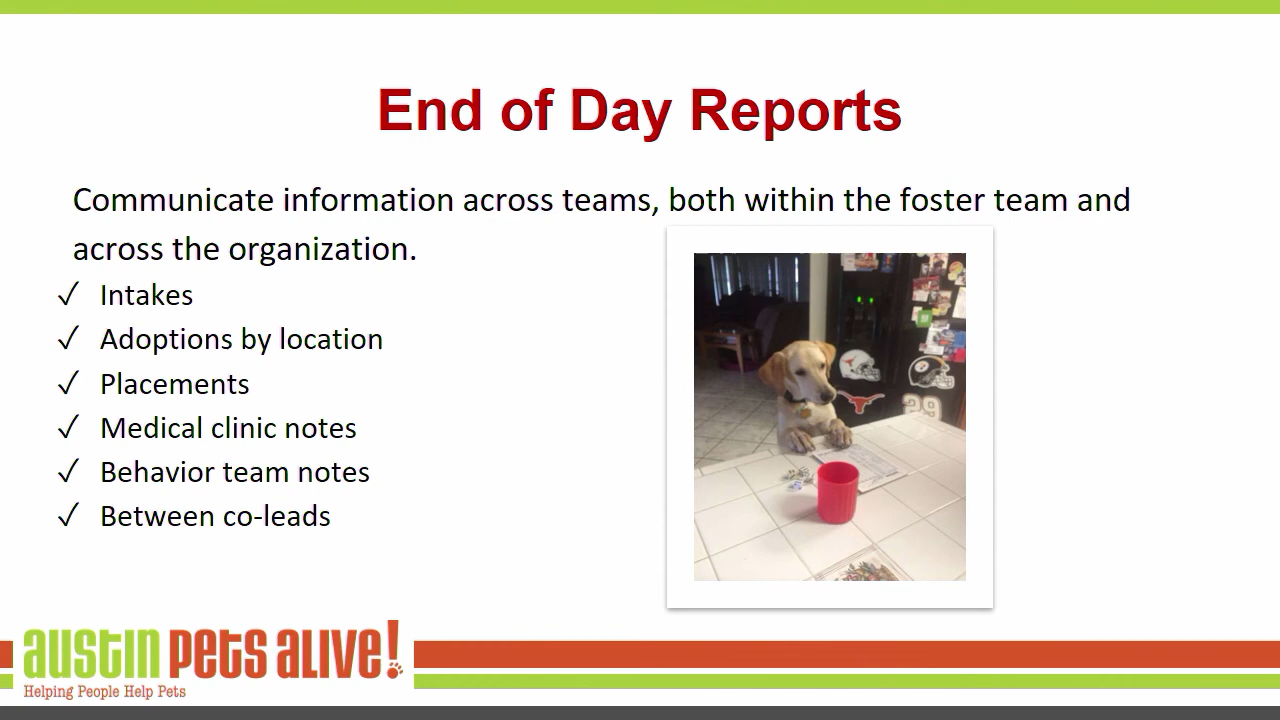 End of Day Reports
Communicate information across teams, both within the foster team and
across the organization.
✓ Intakes
✓ Adoptions by location
✓ Placements
✓ Medical clinic notes
✓ Behavior team notes
✓ Between co-leads
29
austin pets alive!
Helping People Help Pets